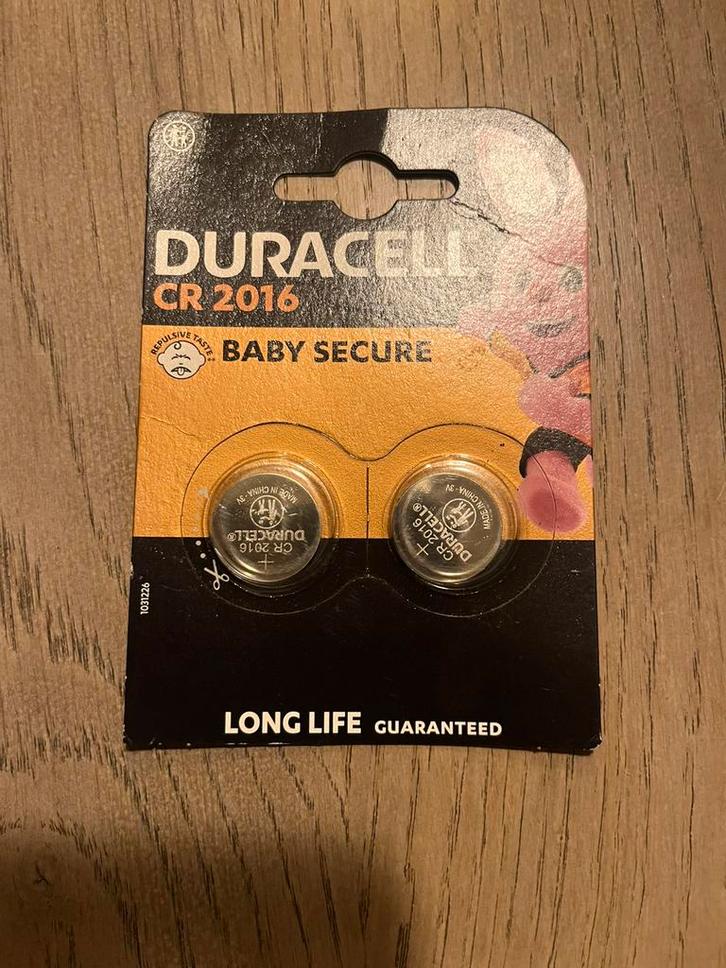 DURACELL
CR 2016
REPULSIVE TASTE!
BABY SECURE
MADE IN CHINA-3V
DURACELL®
CR 2016
+
MADE IN CHINA-3V
DURACELL®
CR 2016
+
1031226
LONG LIFE GUARANTEED